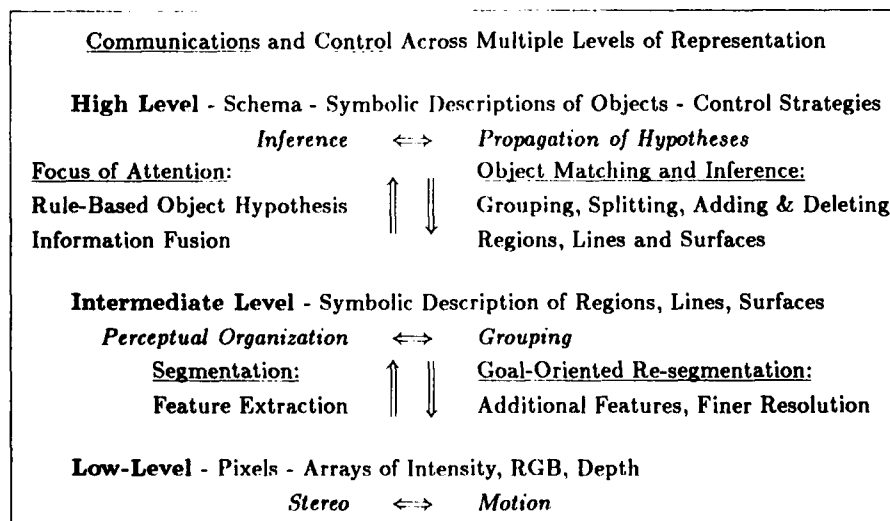 Communications and Control Across Multiple Levels of Representation
High Level - Schema - Symbolic Descriptions of Objects - Control Strategies
Inference ⇐⇒ Propagation of Hypotheses
Focus of Attention: Object Matching and Inference:
Rule-Based Object Hypothesis Grouping, Splitting, Adding & Deleting
Information Fusion Regions, Lines and Surfaces
Intermediate Level - Symbolic Description of Regions, Lines, Surfaces
Perceptual Organization ⇐⇒ Grouping
Segmentation: Goal-Oriented Re-segmentation:
Feature Extraction Additional Features, Finer Resolution
Low-Level - Pixels - Arrays of Intensity, RGB, Depth
Stereo ⇐⇒ Motion